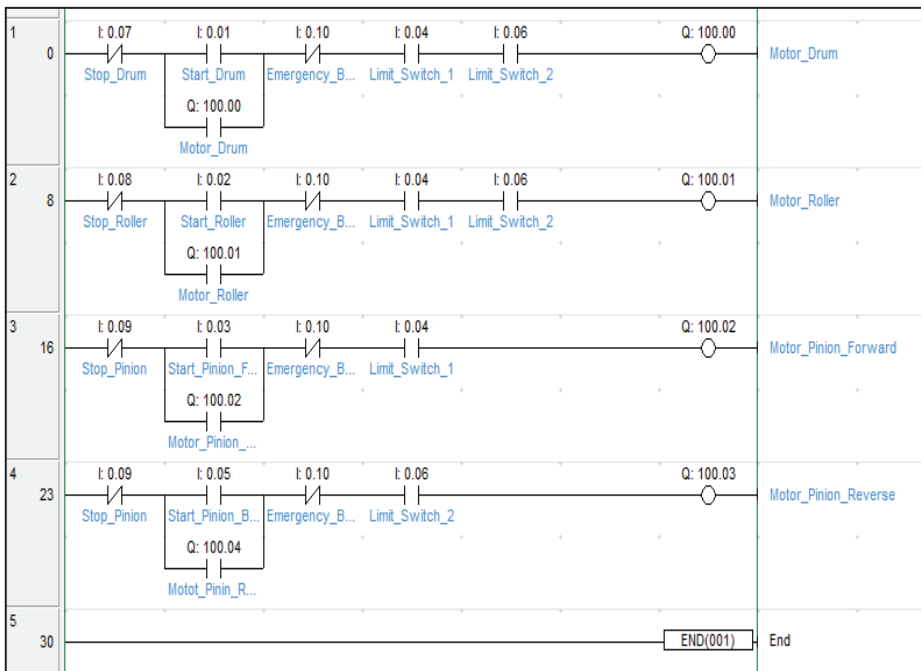 1
I: 0.07 I: 0.01 I: 0.10 I: 0.04 I: 0.06 Q: 100.00
0 Motor_Drum
Stop_Drum Start_Drum Emergency_B... Limit_Switch_1 Limit_Switch_2
Q: 100.00
Motor_Drum
2
I: 0.08 I: 0.02 I: 0.10 I: 0.04 I: 0.06 Q: 100.01
8 Motor_Roller
Stop_Roller Start_Roller Emergency_B... Limit_Switch_1 Limit_Switch_2
Q: 100.01
Motor_Roller
3
I: 0.09 I: 0.03 I: 0.10 I: 0.04 Q: 100.02
16 Motor_Pinion_Forward
Stop_Pinion Start_Pinion_F... Emergency_B... Limit_Switch_1
Q: 100.02
Motor_Pinion_...
4
I: 0.09 I: 0.05 I: 0.10 I: 0.06 Q: 100.03
23 Motor_Pinion_Reverse
Stop_Pinion Start_Pinion_B... Emergency_B... Limit_Switch_2
Q: 100.04
Motot_Pinin_R...
5
30 END(001) End